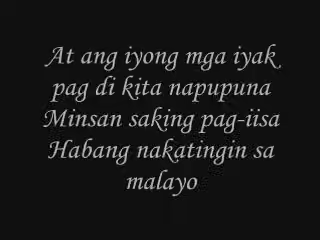 At ang iyong mga iyak
pag di kita napupuna
Minsan saking pag-iisa
Habang nakatingin sa
malayo